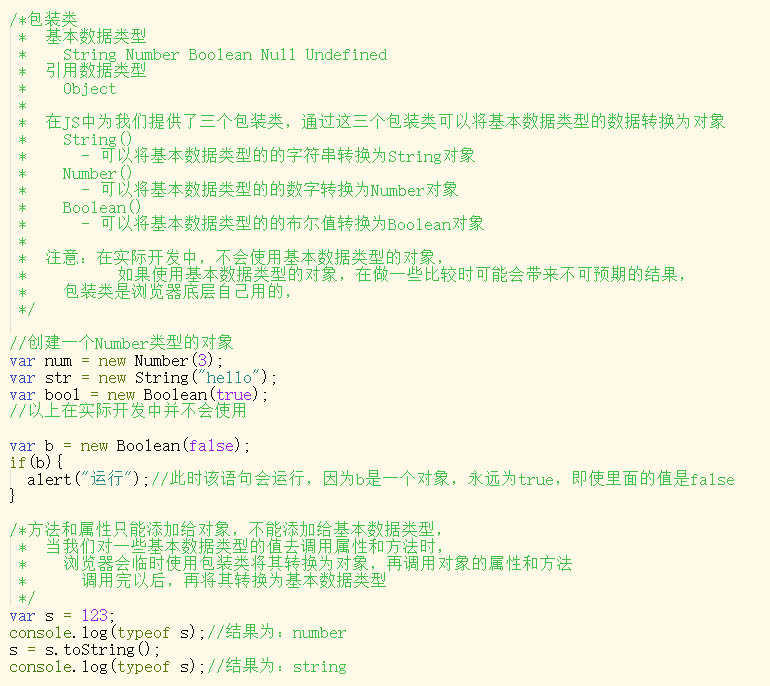 /*包装类
 *  基本数据类型
 *    String Number Boolean Null Undefined
 *  引用数据类型
 *    Object
 *
 *  在JS中为我们提供了三个包装类，通过这三个包装类可以将基本数据类型的数据转换为对象
 *    String()
 *      - 可以将基本数据类型的的字符串转换为String对象
 *    Number()
 *      - 可以将基本数据类型的的数字转换为Number对象
 *    Boolean()
 *      - 可以将基本数据类型的的布尔值转换为Boolean对象
 *
 *  注意：在实际开发中，不会使用基本数据类型的对象，
 *          如果使用基本数据类型的对象，在做一些比较时可能会带来不可预期的结果，
 *    包装类是浏览器底层自己用的，
 */

//创建一个Number类型的对象
var num = new Number(3);
var str = new String("hello");
var bool = new Boolean(true);
//以上在实际开发中并不会使用

var b = new Boolean(false);
if(b){
  alert("运行");//此时该语句会运行，因为b是一个对象，永远为true，即使里面的值是false
}

/*方法和属性只能添加给对象，不能添加给基本数据类型，
 *  当我们对一些基本数据类型的值去调用属性和方法时，
 *    浏览器会临时使用包装类将其转换为对象，再调用对象的属性和方法
 *      调用完以后，再将其转换为基本数据类型
 */
var s = 123;
console.log(typeof s);//结果为：number
s = s.toString();
console.log(typeof s);//结果为：string